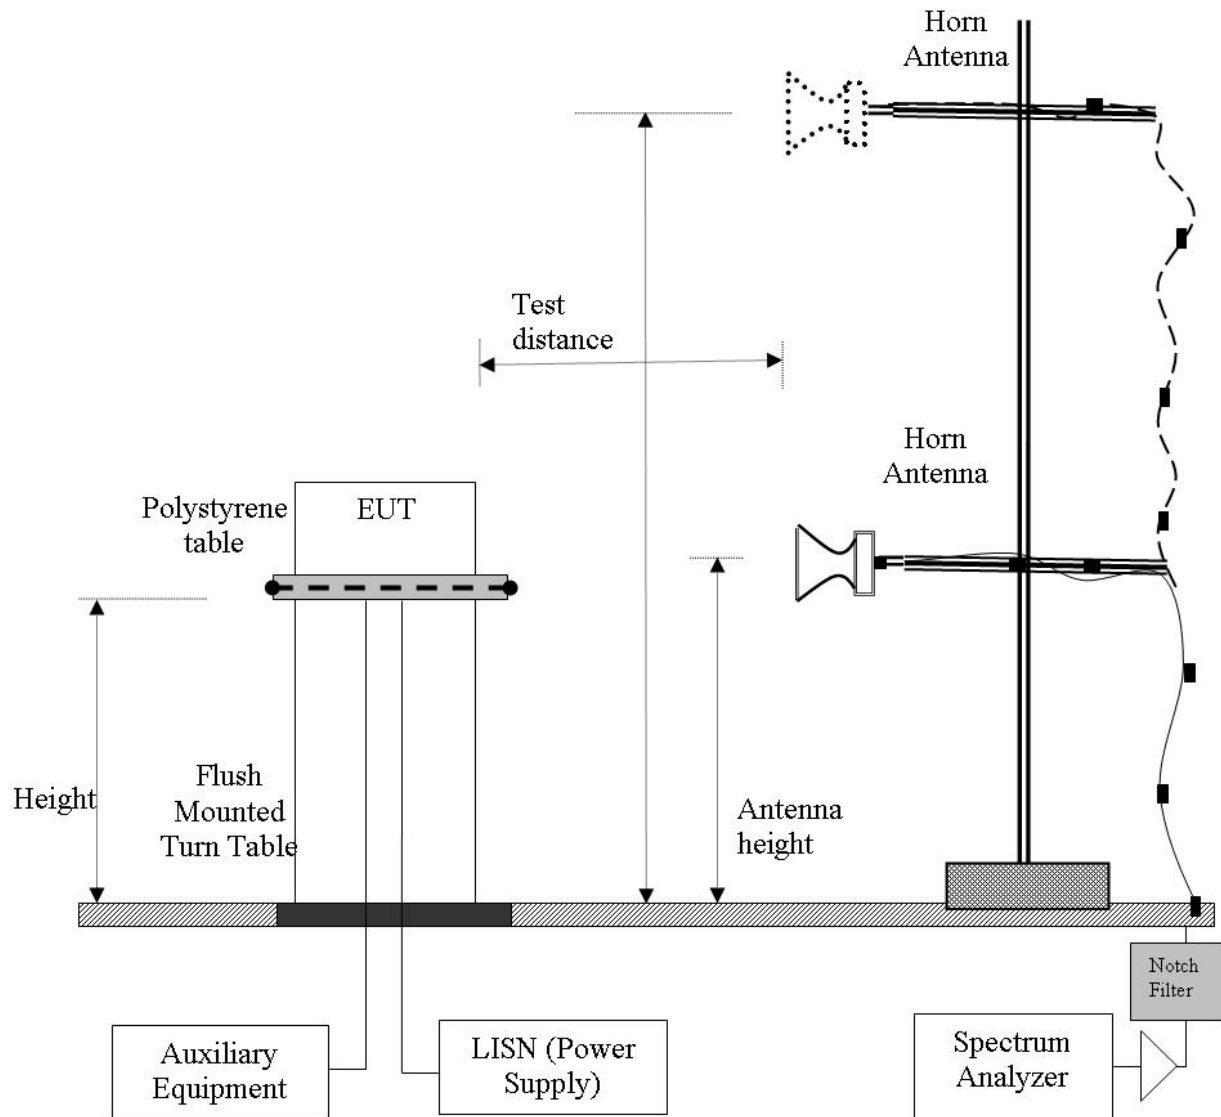 Horn
Antenna
Test
distance
Horn
Antenna
Polystyrene
table
EUT
Height
Flush
Mounted
Turn Table
Antenna
height
Notch
Filter
Auxiliary
Equipment
LISN (Power
Supply)
Spectrum
Analyzer